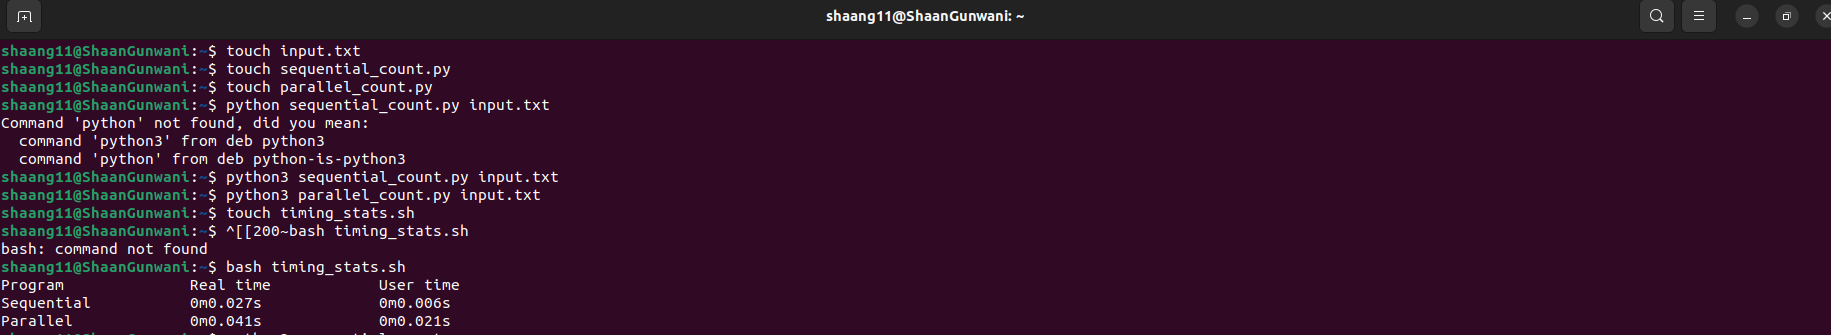 shaang11@ShaanGunwani: ~
shaang11@ShaanGunwani:~$ touch input.txt
shaang11@ShaanGunwani:~$ touch sequential_count.py
shaang11@ShaanGunwani:~$ touch parallel_count.py
shaang11@ShaanGunwani:~$ python sequential_count.py input.txt
Command 'python' not found, did you mean:
  command 'python3' from deb python3
  command 'python' from deb python-is-python3
shaang11@ShaanGunwani:~$ python3 sequential_count.py input.txt
shaang11@ShaanGunwani:~$ python3 parallel_count.py input.txt
shaang11@ShaanGunwani:~$ touch timing_stats.sh
shaang11@ShaanGunwani:~$ ^[[200~bash timing_stats.sh
bash: command not found
shaang11@ShaanGunwani:~$ bash timing_stats.sh
Program              Real time            User time
Sequential           0m0.027s             0m0.006s
Parallel             0m0.041s             0m0.021s